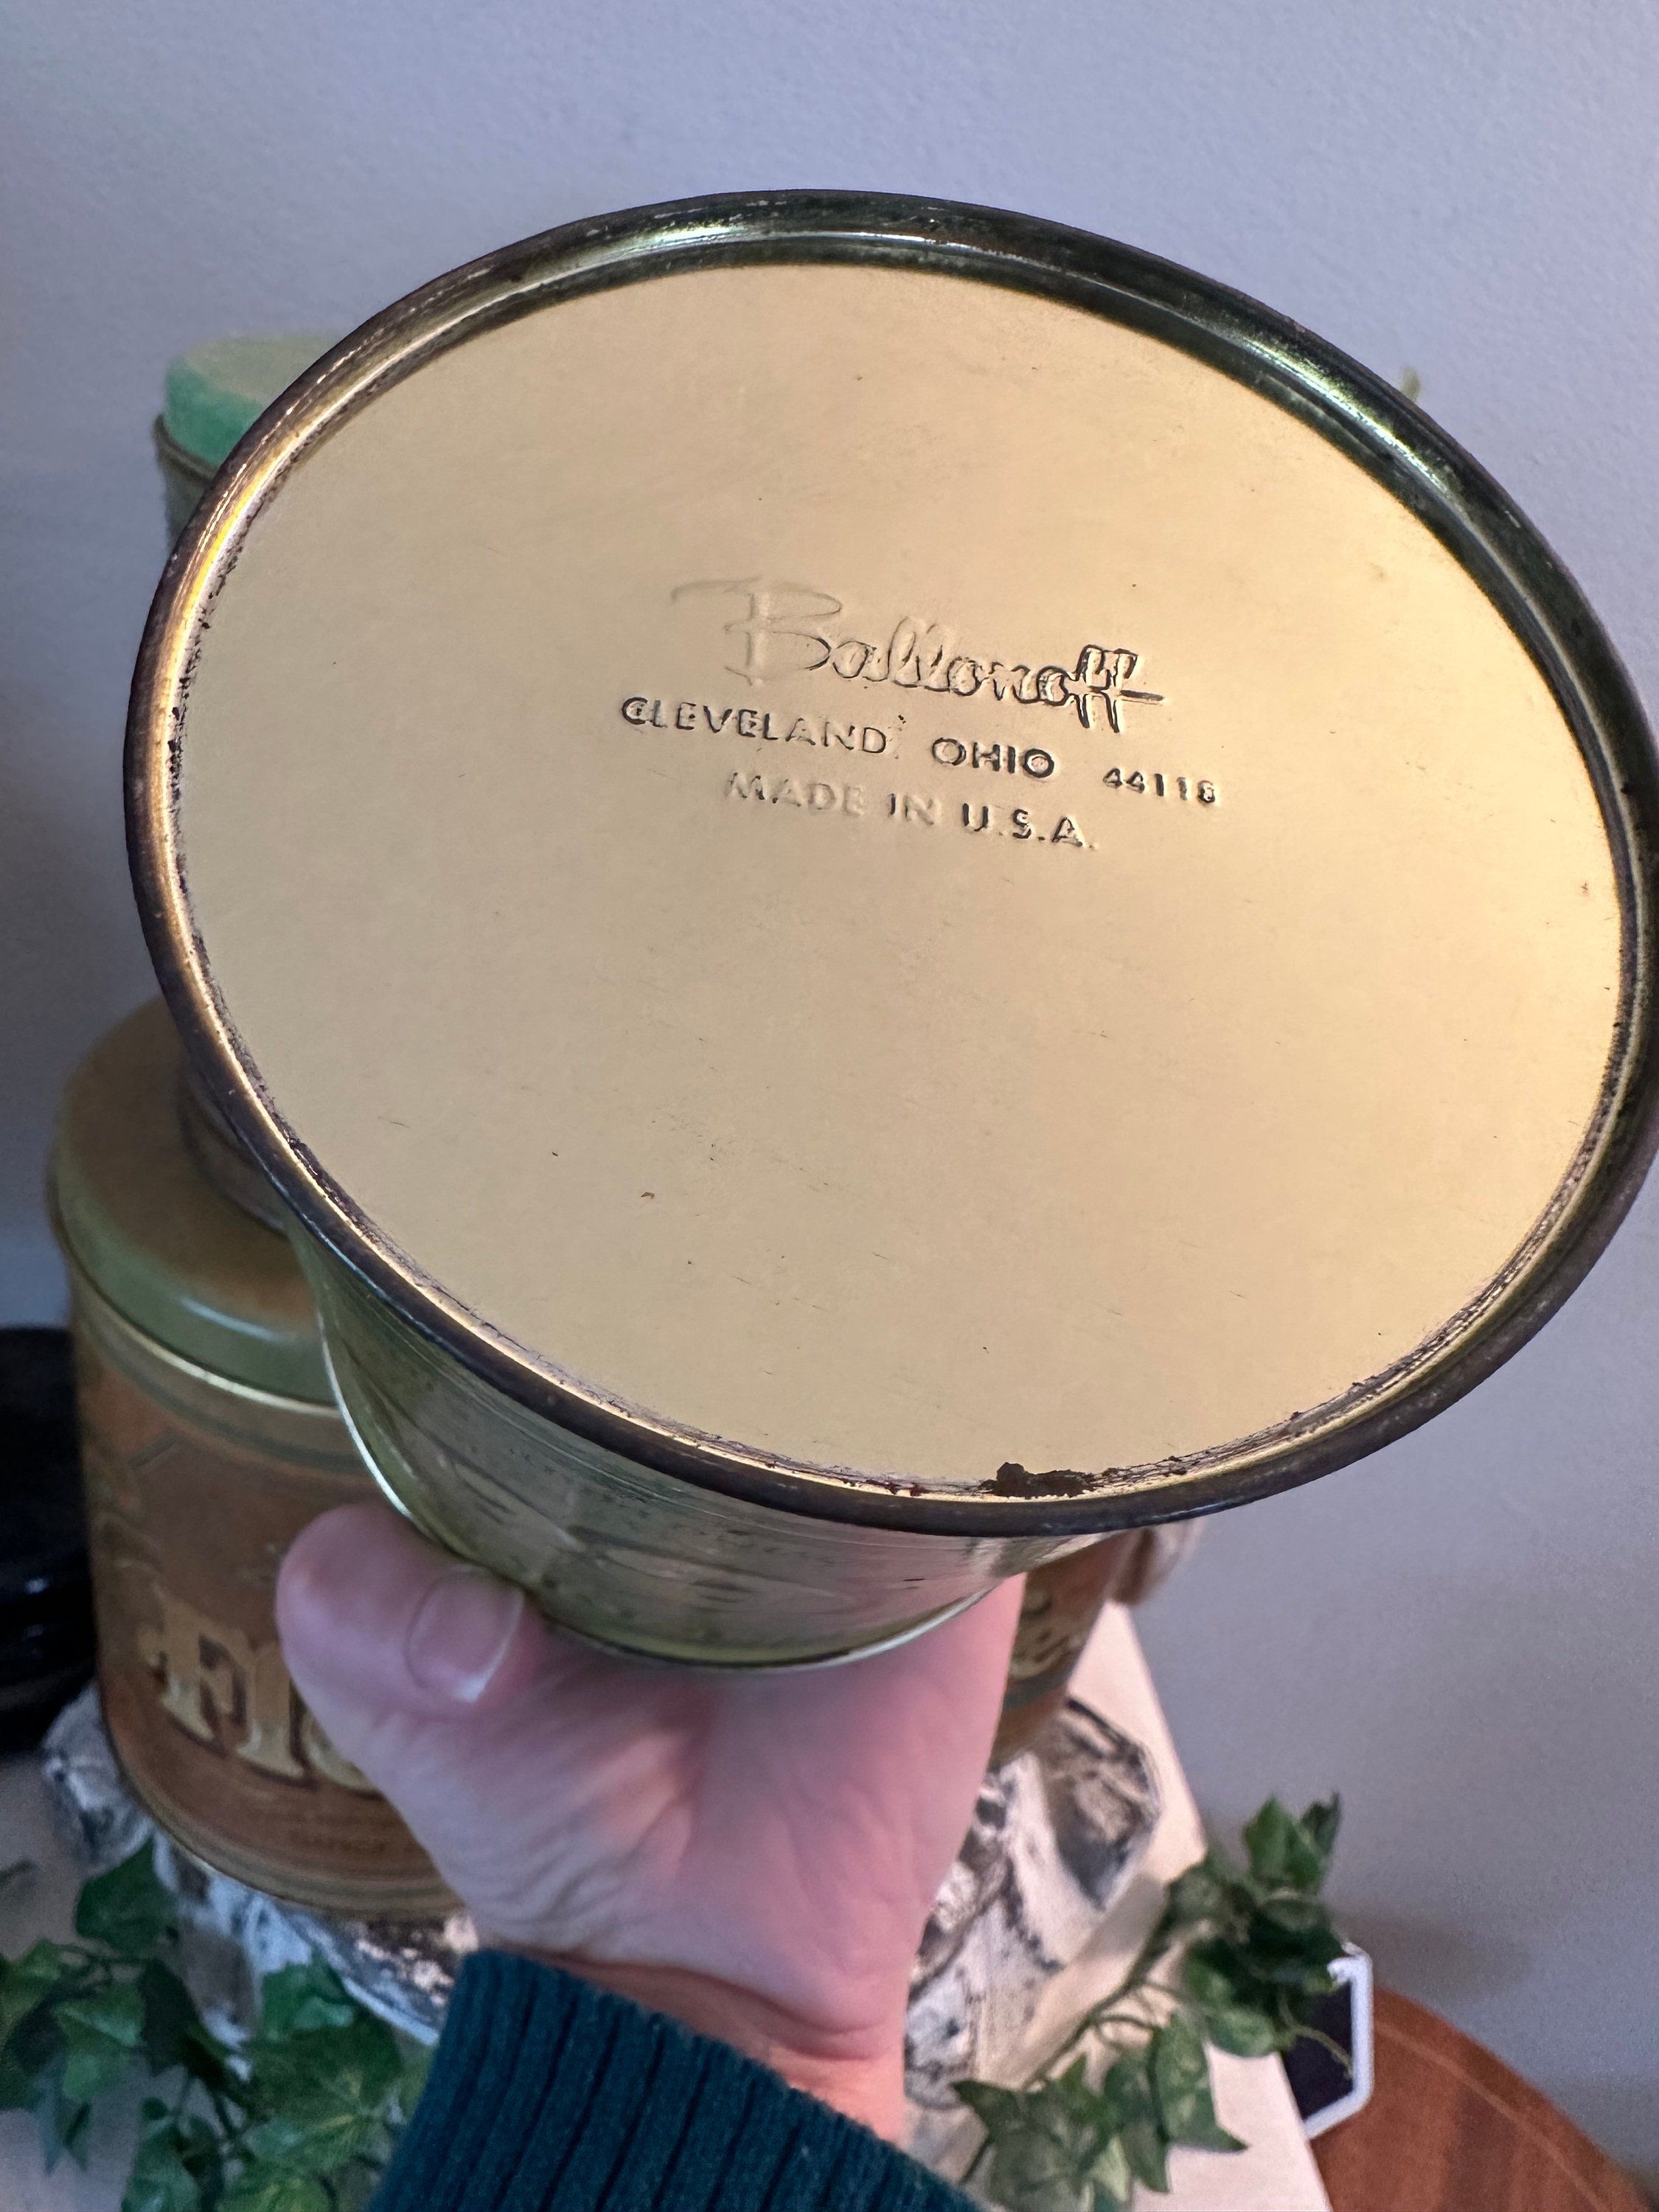 Ballonoff
CLEVELAND OHIO 44118
MADE IN U.S.A.